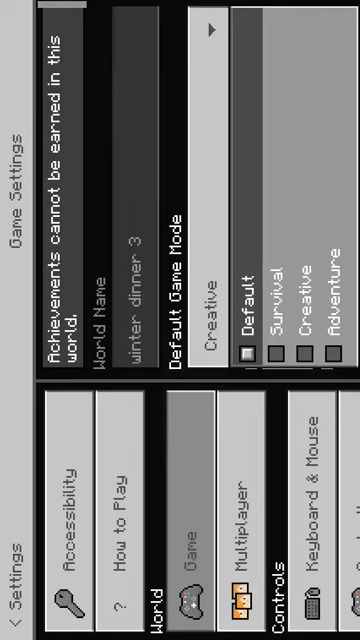 < Settings
Game Settings
Accessibility
? How to Play
World
Game
Multiplayer
Controls
Keyboard & Mouse
Achievements cannot be earned in this
world.
World Name
winter dinner 3
Default Game Mode
Creative
Default
Survival
Creative
Adventure